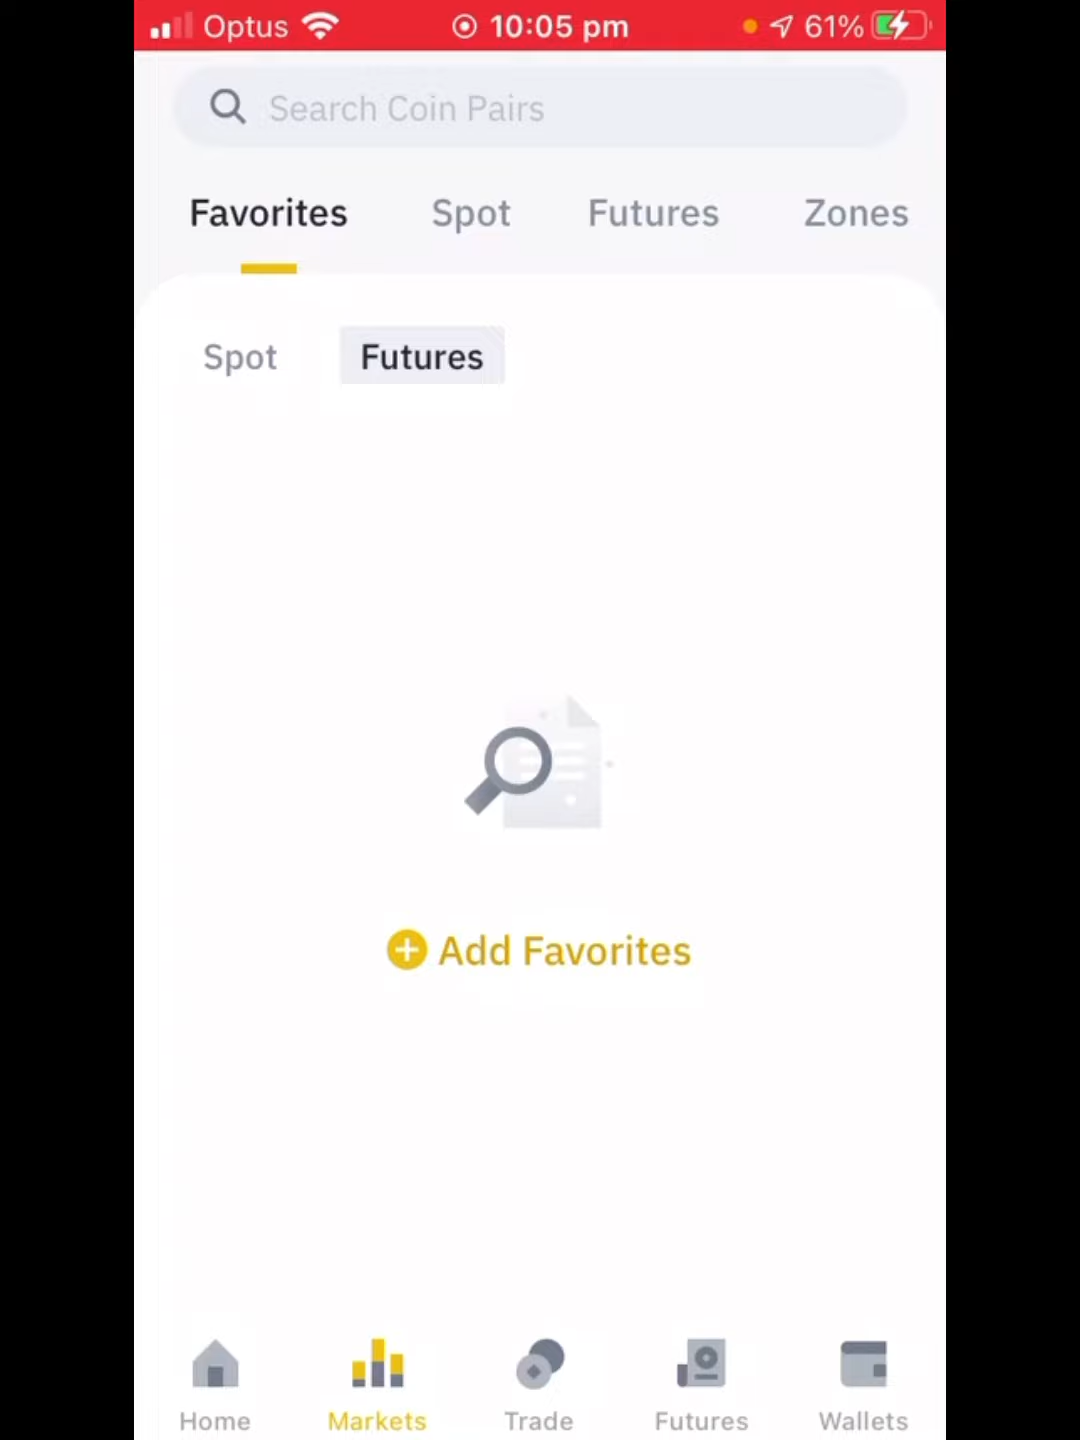 Optus 10:05 pm 61%
Search Coin Pairs
Favorites Spot Futures Zones
Spot Futures
Add Favorites
Home Markets Trade Futures Wallets